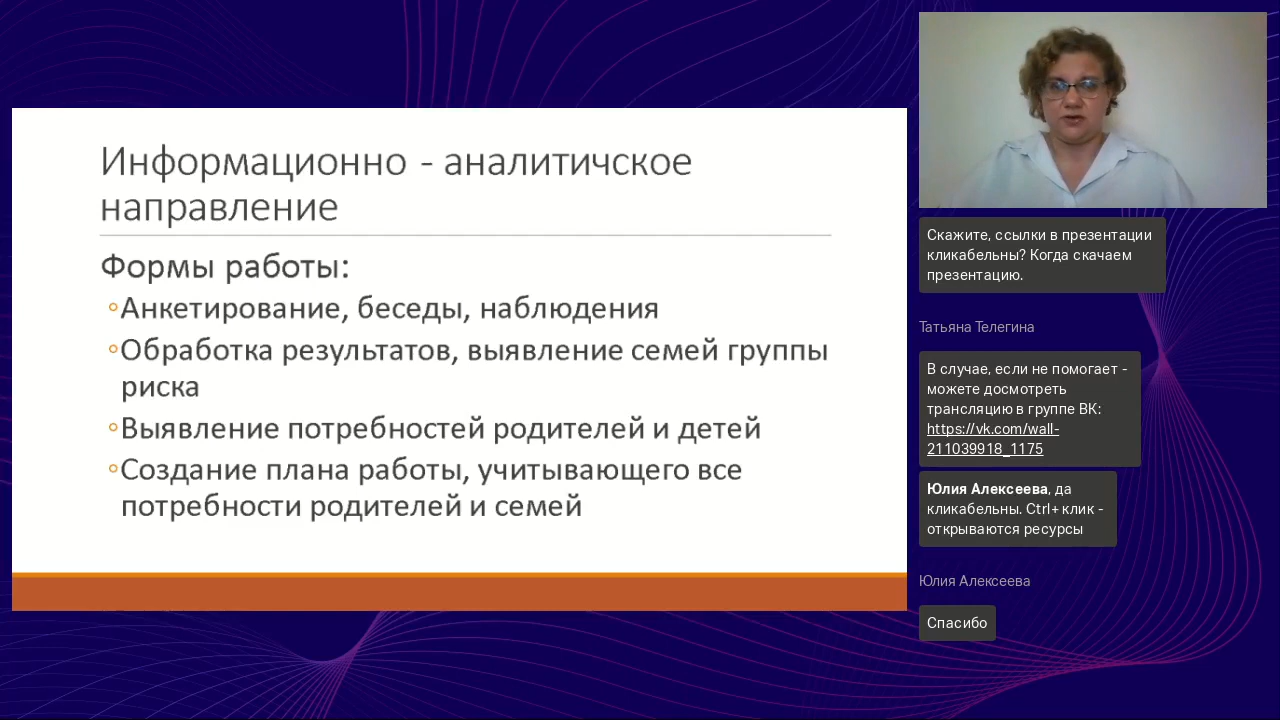 Информационно - аналитичское
направление
Формы работы:
Анкетирование, беседы, наблюдения
Обработка результатов, выявление семей группы
риска
Выявление потребностей родителей и детей
Создание плана работы, учитывающего все
потребности родителей и семей
Скажите, ссылки в презентации
кликабельны? Когда скачаем
презентацию.
Татьяна Телегина
В случае, если не помогает -
можете досмотреть
трансляцию в группе ВК:
https://vk.com/wall-
211039918_1175
Юлия Алексеева, да
кликабельны. Ctrl+ клик -
открываются ресурсы
Юлия Алексеева
Спасибо